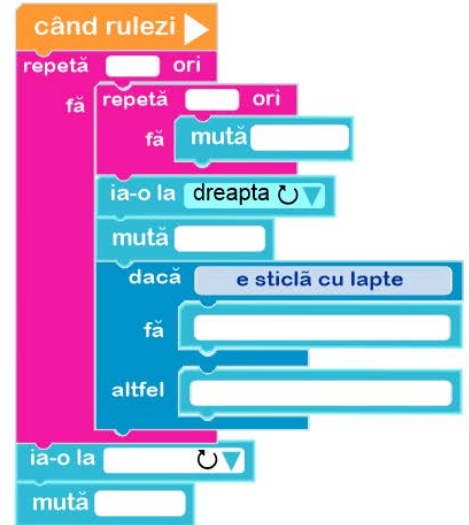 când rulezi
repetă ori
fă repetă ori
fă mută
ia-o la dreapta
mută
dacă e sticlã cu lapte
fă
altfel
ia-o la
mută